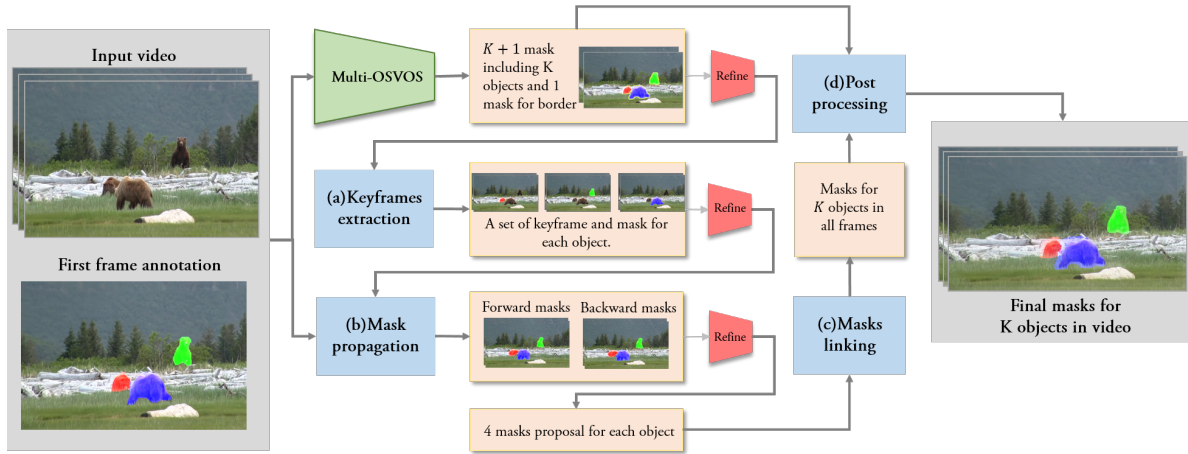 Input video
First frame annotation
Multi-OSVOS
K + 1 mask
including K
objects and 1
mask for border
Refine
(a)Keyframes
extraction
A set of keyframe and mask for
each object.
Refine
(b)Mask
propagation
Forward masks
Backward masks
Refine
4 masks proposal for each object
(c)Masks
linking
Masks for
K objects in
all frames
(d)Post
processing
Final masks for
K objects in video